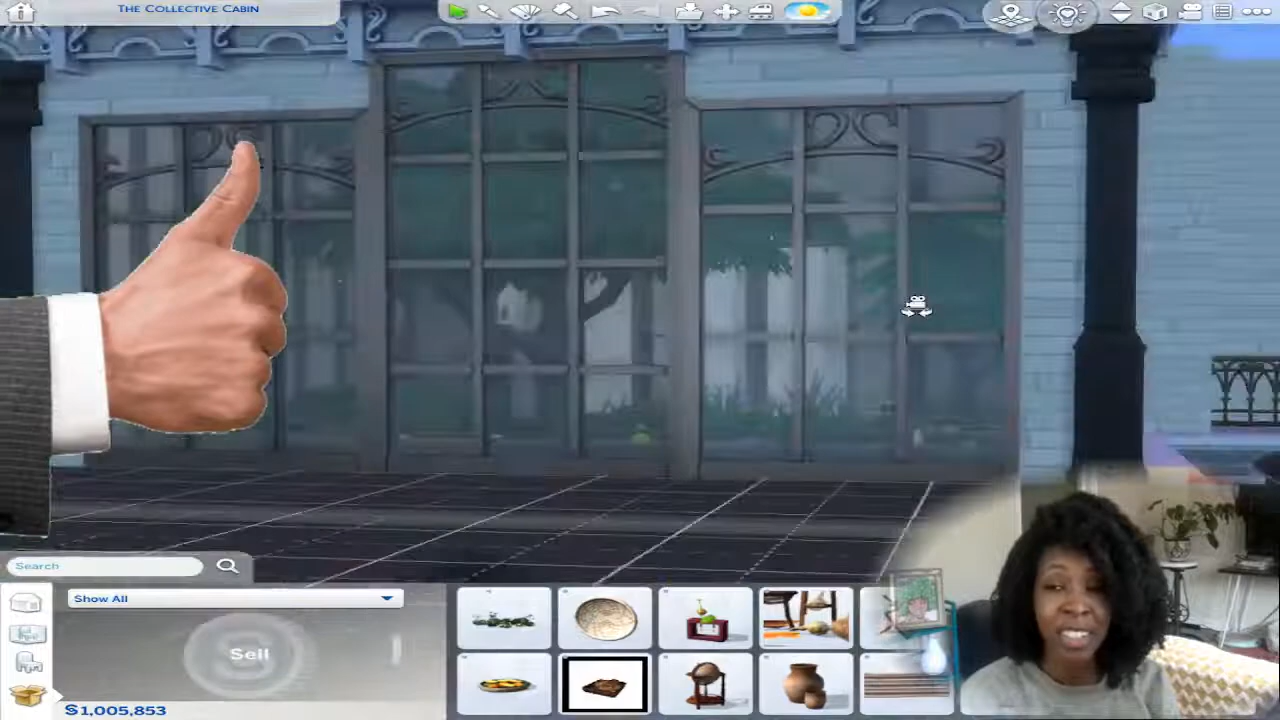 THE COLLECTIVE CABIN
Search
Show All
Sell
§1,005,853